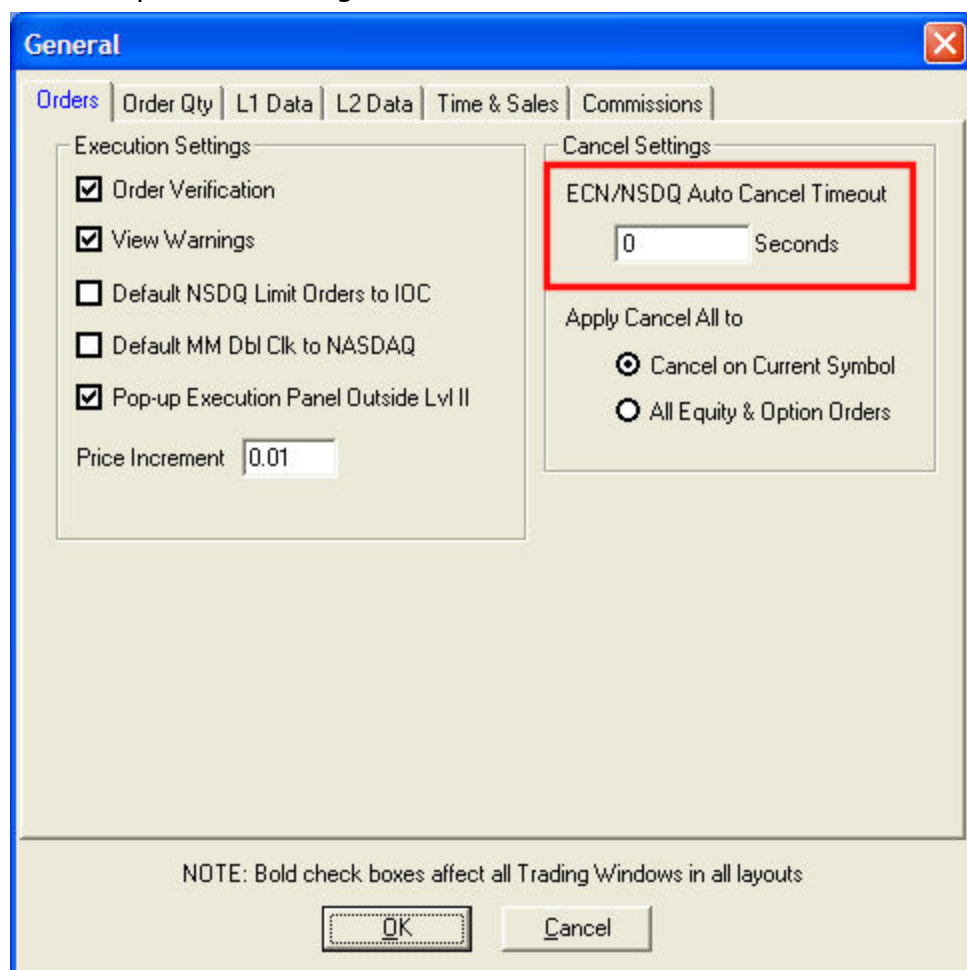 General
Orders Order Qty L1 Data L2 Data Time & Sales Commissions
Execution Settings
Order Verification
View Warnings
Default NSDQ Limit Orders to IOC
Default MM Dbl Clk to NASDAQ
Pop-up Execution Panel Outside Lvl II
Price Increment 0.01
Cancel Settings
ECN/NSDQ Auto Cancel Timeout
0 Seconds
Apply Cancel All to
Cancel on Current Symbol
All Equity & Option Orders
NOTE: Bold check boxes affect all Trading Windows in all layouts
OK Cancel